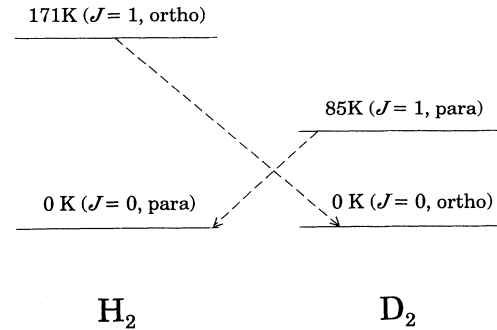 171K (J = 1, ortho)
85K (J = 1, para)
0 K (J = 0, para)
0 K (J = 0, ortho)
H₂
D₂